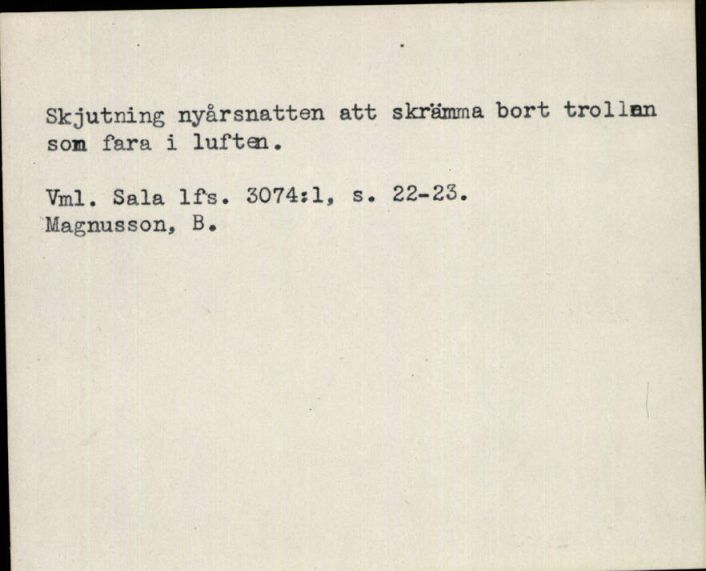 Skjutning nyårsnatten att skrämma bort trollen
som fara i luften.
Vml. Sala lfs. 3074:1, s. 22-23.
Magnusson, B.